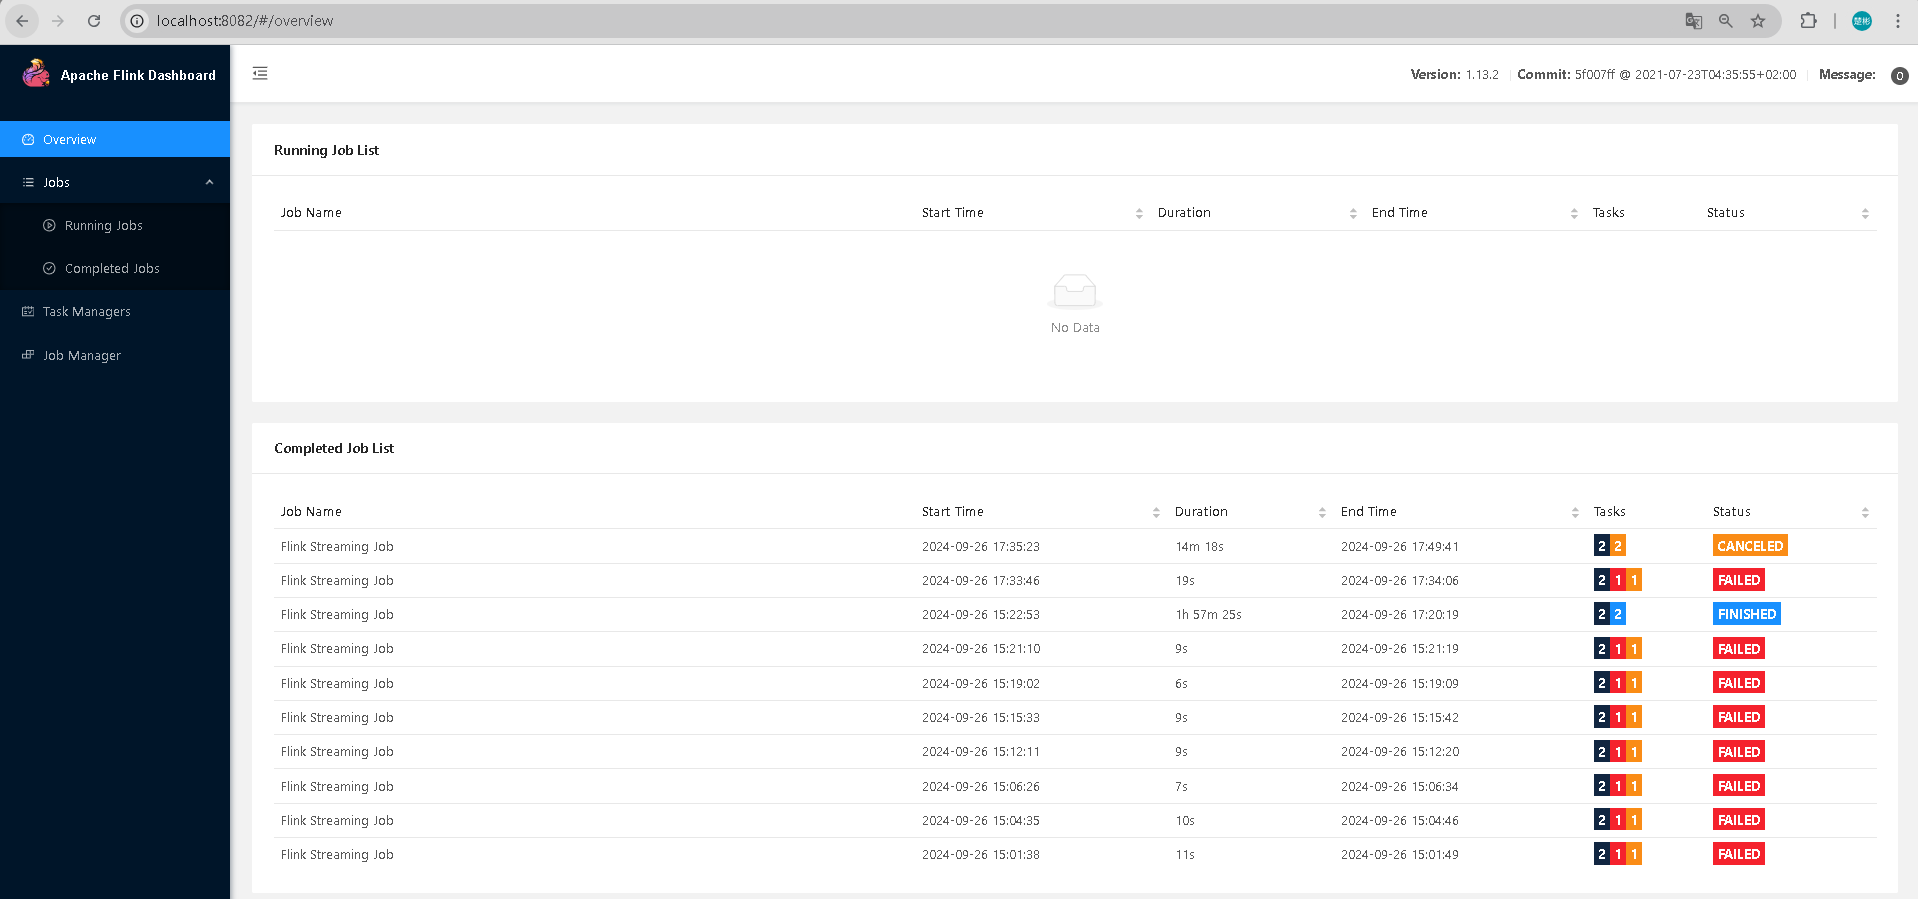 localhost:8082/#/overview
楚彬
Apache Flink Dashboard
Version: 1.13.2 Commit: 5f007ff @ 2021-07-23T04:35:55+02:00 Message: 0
Overview
Jobs
Running Jobs
Completed Jobs
Task Managers
Job Manager
Running Job List
Job Name Start Time Duration End Time Tasks Status
No Data
Completed Job List
Job Name Start Time Duration End Time Tasks Status
Flink Streaming Job 2024-09-26 17:35:23 14m 18s 2024-09-26 17:49:41 2 2 CANCELED
Flink Streaming Job 2024-09-26 17:33:46 19s 2024-09-26 17:34:06 2 1 1 FAILED
Flink Streaming Job 2024-09-26 15:22:53 1h 57m 25s 2024-09-26 17:20:19 2 2 FINISHED
Flink Streaming Job 2024-09-26 15:21:10 9s 2024-09-26 15:21:19 2 1 1 FAILED
Flink Streaming Job 2024-09-26 15:19:02 6s 2024-09-26 15:19:09 2 1 1 FAILED
Flink Streaming Job 2024-09-26 15:15:33 9s 2024-09-26 15:15:42 2 1 1 FAILED
Flink Streaming Job 2024-09-26 15:12:11 9s 2024-09-26 15:12:20 2 1 1 FAILED
Flink Streaming Job 2024-09-26 15:06:26 7s 2024-09-26 15:06:34 2 1 1 FAILED
Flink Streaming Job 2024-09-26 15:04:35 10s 2024-09-26 15:04:46 2 1 1 FAILED
Flink Streaming Job 2024-09-26 15:01:38 11s 2024-09-26 15:01:49 2 1 1 FAILED